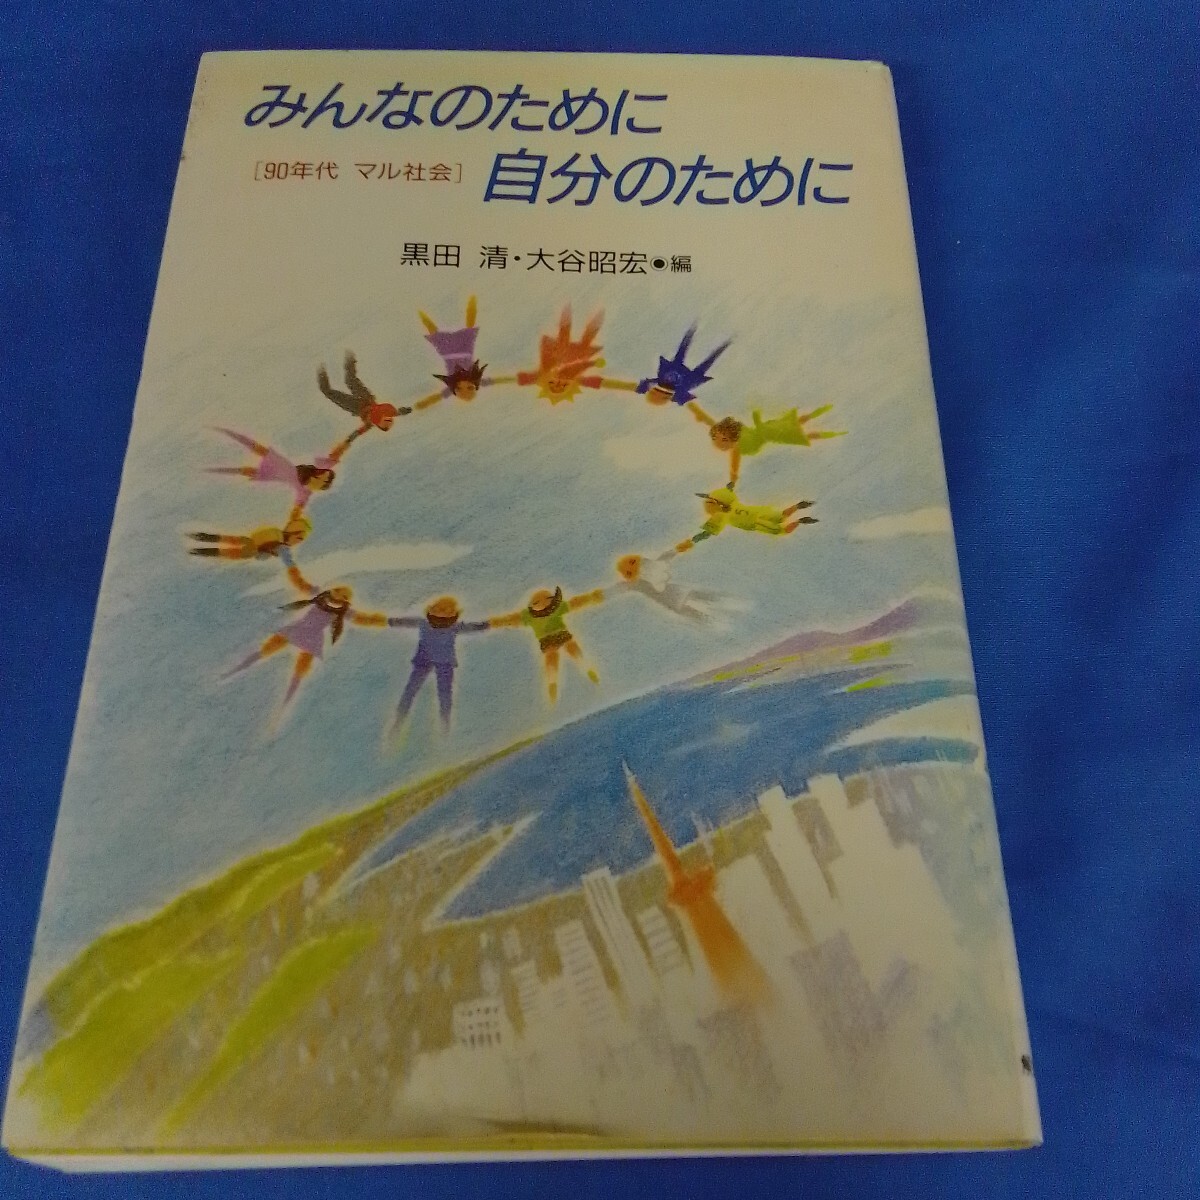 みんなのために
[90年代 マル社会]
自分のために
黒田 清・大谷昭宏◉編